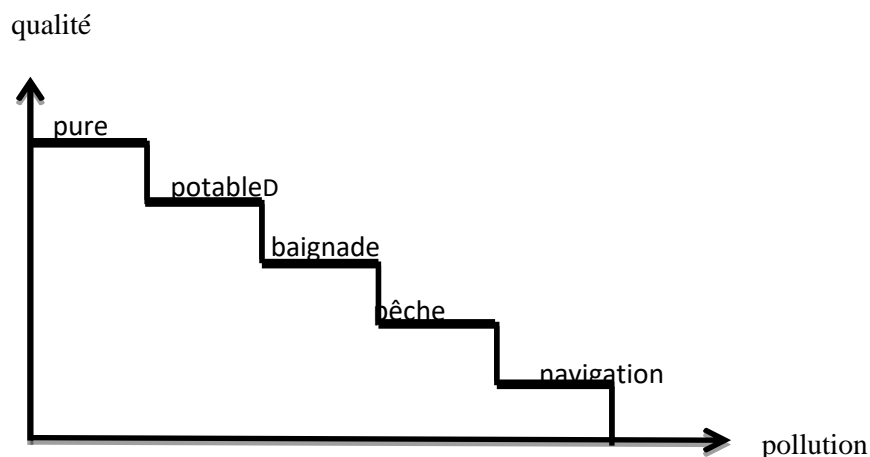 qualité
pure
potableD
baignade
pêche
navigation
pollution